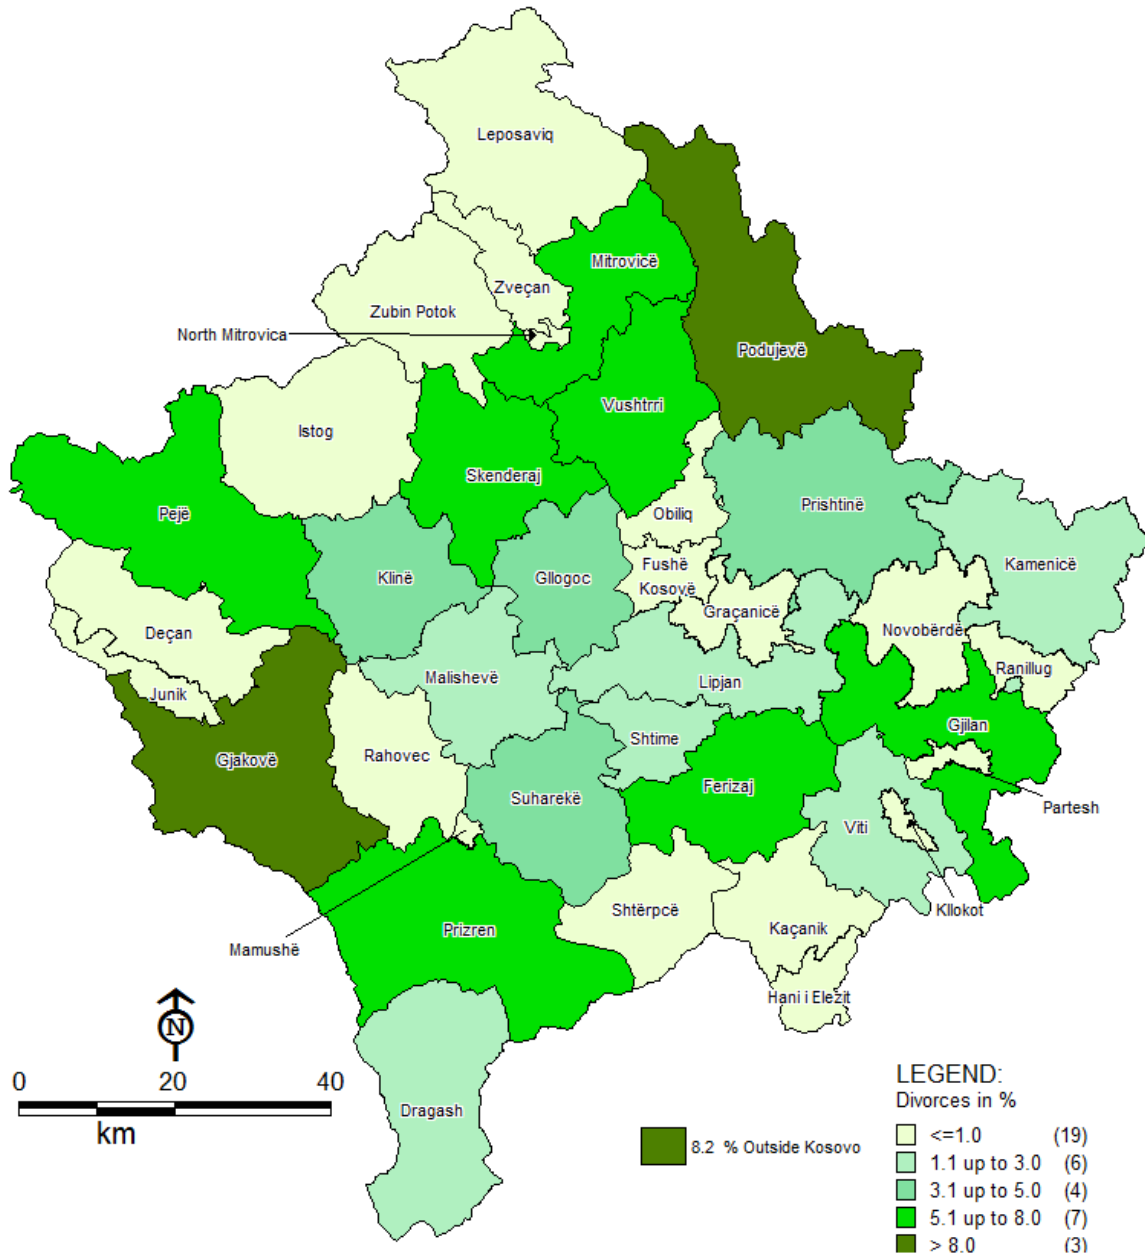 Leposaviq
Mitrovicë
Zveçan
Zubin Potok
North Mitrovica
Podujevë
Vushtrri
Istog
Skenderaj
Pejë
Obiliq
Prishtinë
Kamenicë
Fushë
Kosovë
Klinë
Gllogoc
Graçanicë
Novobërdë
Deçan
Ranillug
Malishevë
Lipjan
Junik
Gjilan
Shtime
Gjakovë
Rahovec
Ferizaj
Suharekë
Partesh
Viti
Kllokot
Shtërpcë
Kaçanik
Prizren
Mamushë
Hani i Elezit
N
0 20 40
km
Dragash
8.2 % Outside Kosovo
LEGEND:
Divorces in %
<=1.0 (19)
1.1 up to 3.0 (6)
3.1 up to 5.0 (4)
5.1 up to 8.0 (7)
> 8.0 (3)